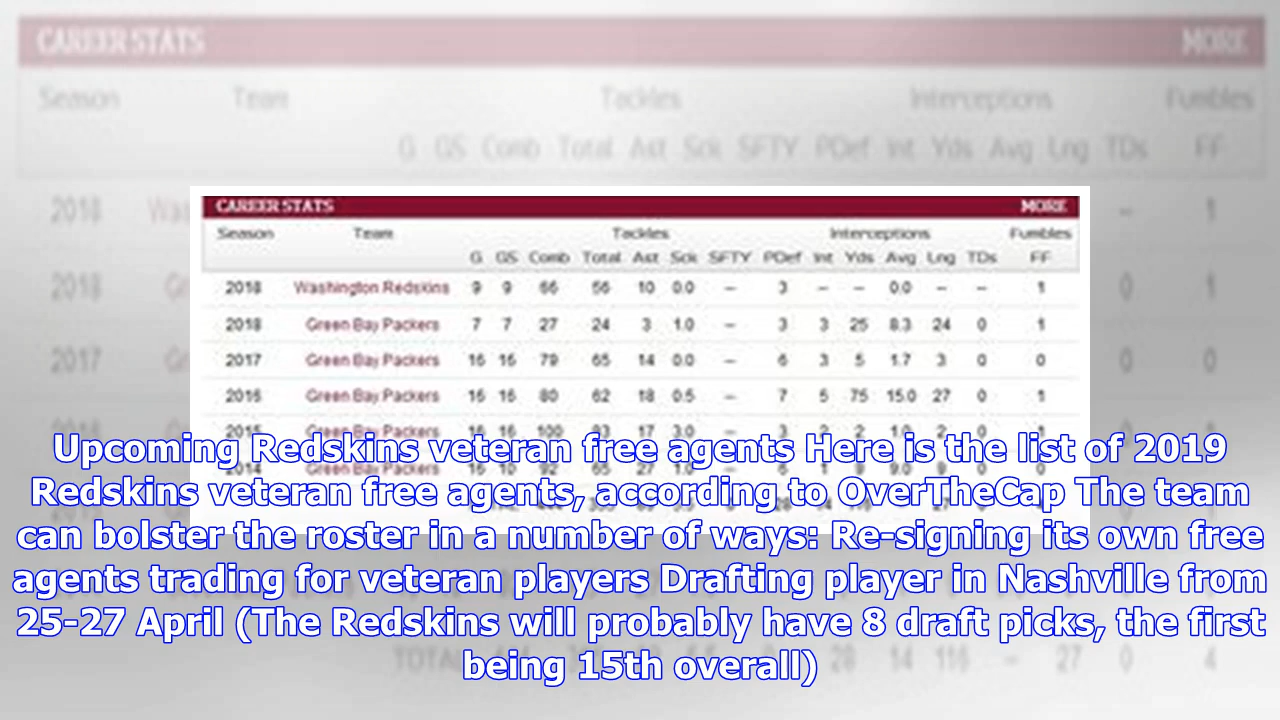 CAREER STATS MORE
Season Team Tackles Interceptions Fumbles
G GS Comb Total Ast Sck SFTY PDef Int Yds Avg Lng TDs FF
2018 Washington Redskins 9 9 66 56 10 0.0 -- 3 -- -- 0.0 -- -- 1
2018 Green Bay Packers 7 7 27 24 3 1.0 -- 3 3 25 8.3 24 0 1
2017 Green Bay Packers 16 16 79 65 14 0.0 -- 6 3 5 1.7 3 0 0
2016 Green Bay Packers 16 16 80 62 18 0.5 -- 7 5 75 15.0 27 0 1
Upcoming Redskins veteran free agents Here is the list of 2019
Redskins veteran free agents, according to OverTheCap The team
can bolster the roster in a number of ways: Re-signing its own free
agents trading for veteran players Drafting player in Nashville from
25-27 April (The Redskins will probably have 8 draft picks, the first
being 15th overall)